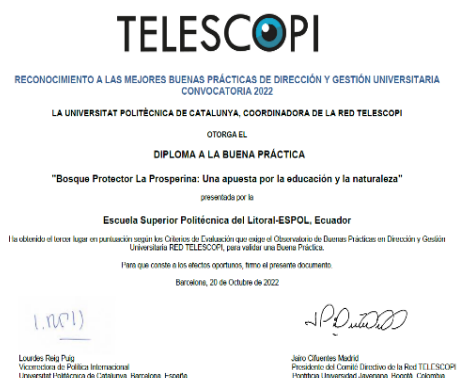 TELESCOPI
RECONOCIMIENTO A LAS MEJORES BUENAS PRÁCTICAS DE DIRECCIÓN Y GESTIÓN UNIVERSITARIA
CONVOCATORIA 2022
LA UNIVERSITAT POLITÈCNICA DE CATALUNYA, COORDINADORA DE LA RED TELESCOPI
OTORGA EL
DIPLOMA A LA BUENA PRÁCTICA
"Bosque Protector La Prosperina: Una apuesta por la educación y la naturaleza"
presentada por la
Escuela Superior Politécnica del Litoral-ESPOL, Ecuador
Ha obtenido el tercer lugar en puntuación según los Criterios de Evaluación que exige el Observatorio de Buenas Prácticas en Dirección y Gestión
Universitaria RED TELESCOPI, para validar una Buena Práctica.
Para que conste a los efectos oportunos, firmo el presente documento.
Barcelona, 20 de Octubre de 2022
Lourdes Reig Puig
Vicerrectora de Política Internacional
Universitat Politècnica de Catalunya, Barcelona, España
Jairo Cifuentes Madrid
Presidente del Comité Directivo de la Red TELESCOPI
Pontificia Universidad Javeriana, Bogotá, Colombia